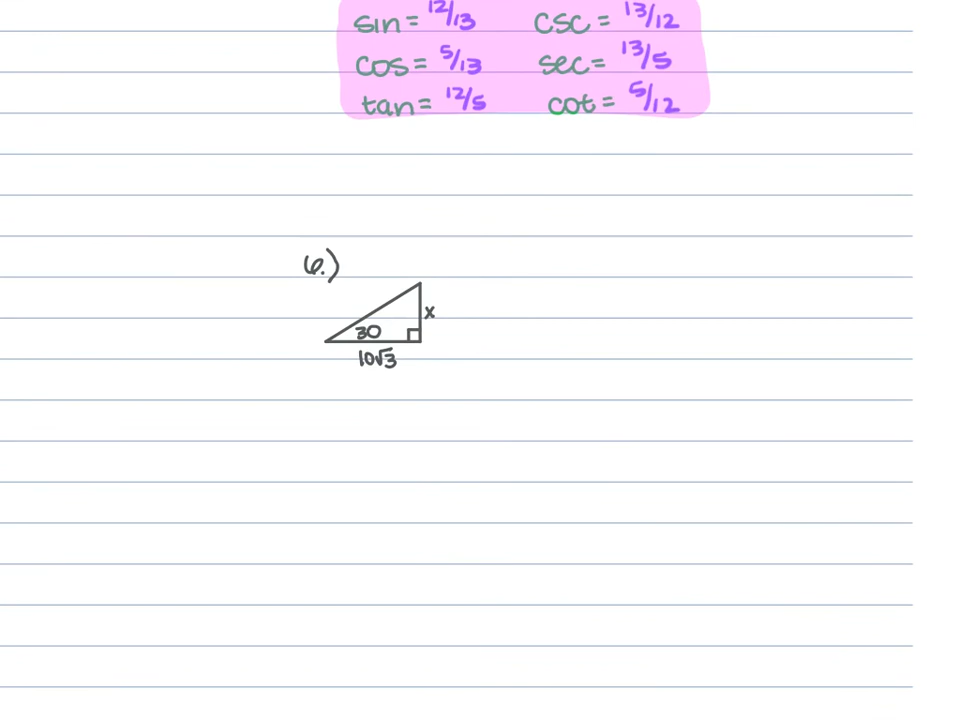 sin = 12/13 csc = 13/12
cos = 5/13 sec = 13/5
tan = 12/5 cot = 5/12
6.)
x
30
10√3